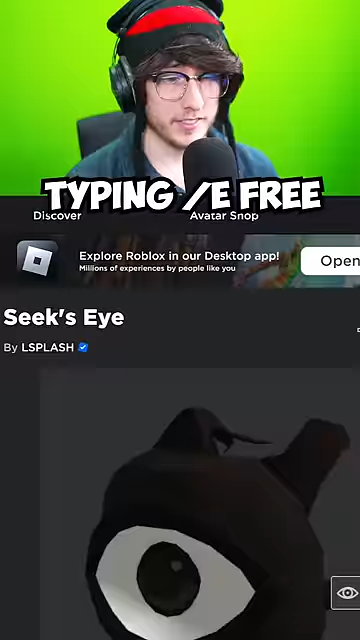 TYPING /E FREE
Discover Avatar Shop
Explore Roblox in our Desktop app!
Millions of experiences by people like you
Open
Seek's Eye
By LSPLASH